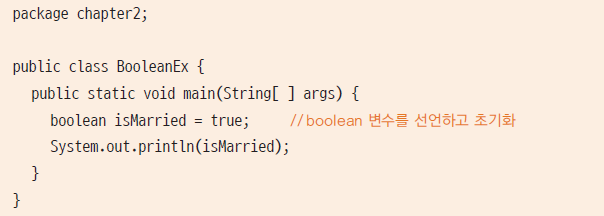 package chapter2;
public class BooleanEx {
public static void main(String[ ] args) {
boolean isMarried = true; //boolean 변수를 선언하고 초기화
System.out.println(isMarried);
}
}